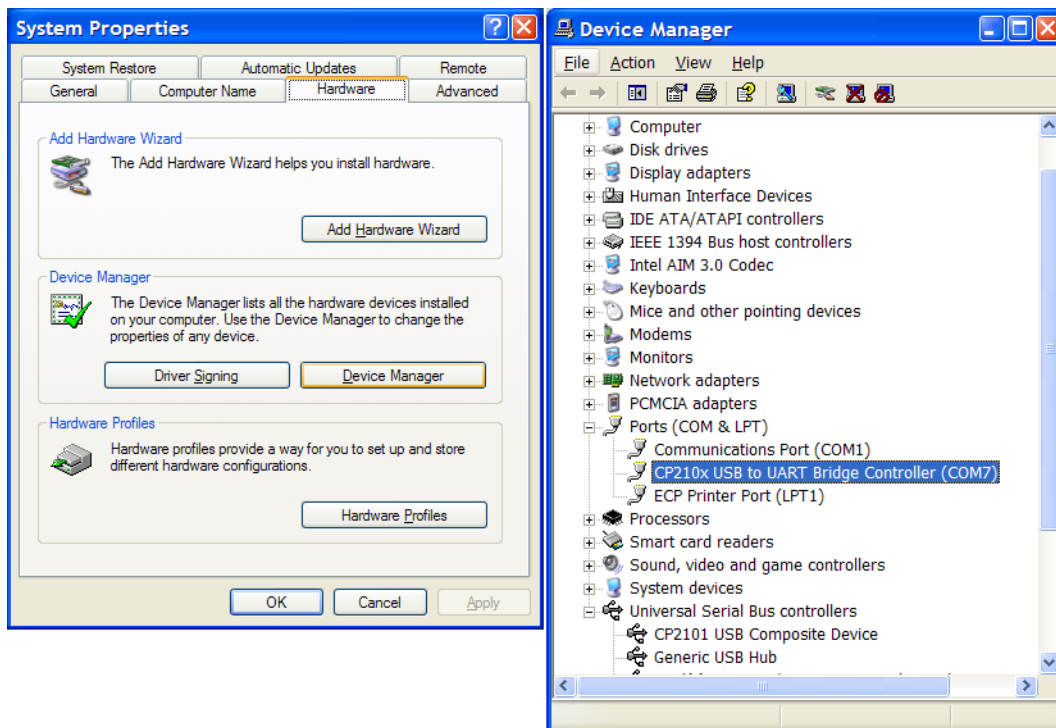 System Properties
System Restore
Automatic Updates
Remote
General
Computer Name
Hardware
Advanced
Add Hardware Wizard
The Add Hardware Wizard helps you install hardware.
Add Hardware Wizard
Device Manager
The Device Manager lists all the hardware devices installed
on your computer. Use the Device Manager to change the
properties of any device.
Driver Signing
Device Manager
Hardware Profiles
Hardware profiles provide a way for you to set up and store
different hardware configurations.
Hardware Profiles
OK
Cancel
Apply
Device Manager
File Action View Help
Computer
Disk drives
Display adapters
Human Interface Devices
IDE ATA/ATAPI controllers
IEEE 1394 Bus host controllers
Intel AIM 3.0 Codec
Keyboards
Mice and other pointing devices
Modems
Monitors
Network adapters
PCMCIA adapters
Ports (COM & LPT)
Communications Port (COM1)
CP210x USB to UART Bridge Controller (COM7)
ECP Printer Port (LPT1)
Processors
Smart card readers
Sound, video and game controllers
System devices
Universal Serial Bus controllers
CP2101 USB Composite Device
Generic USB Hub